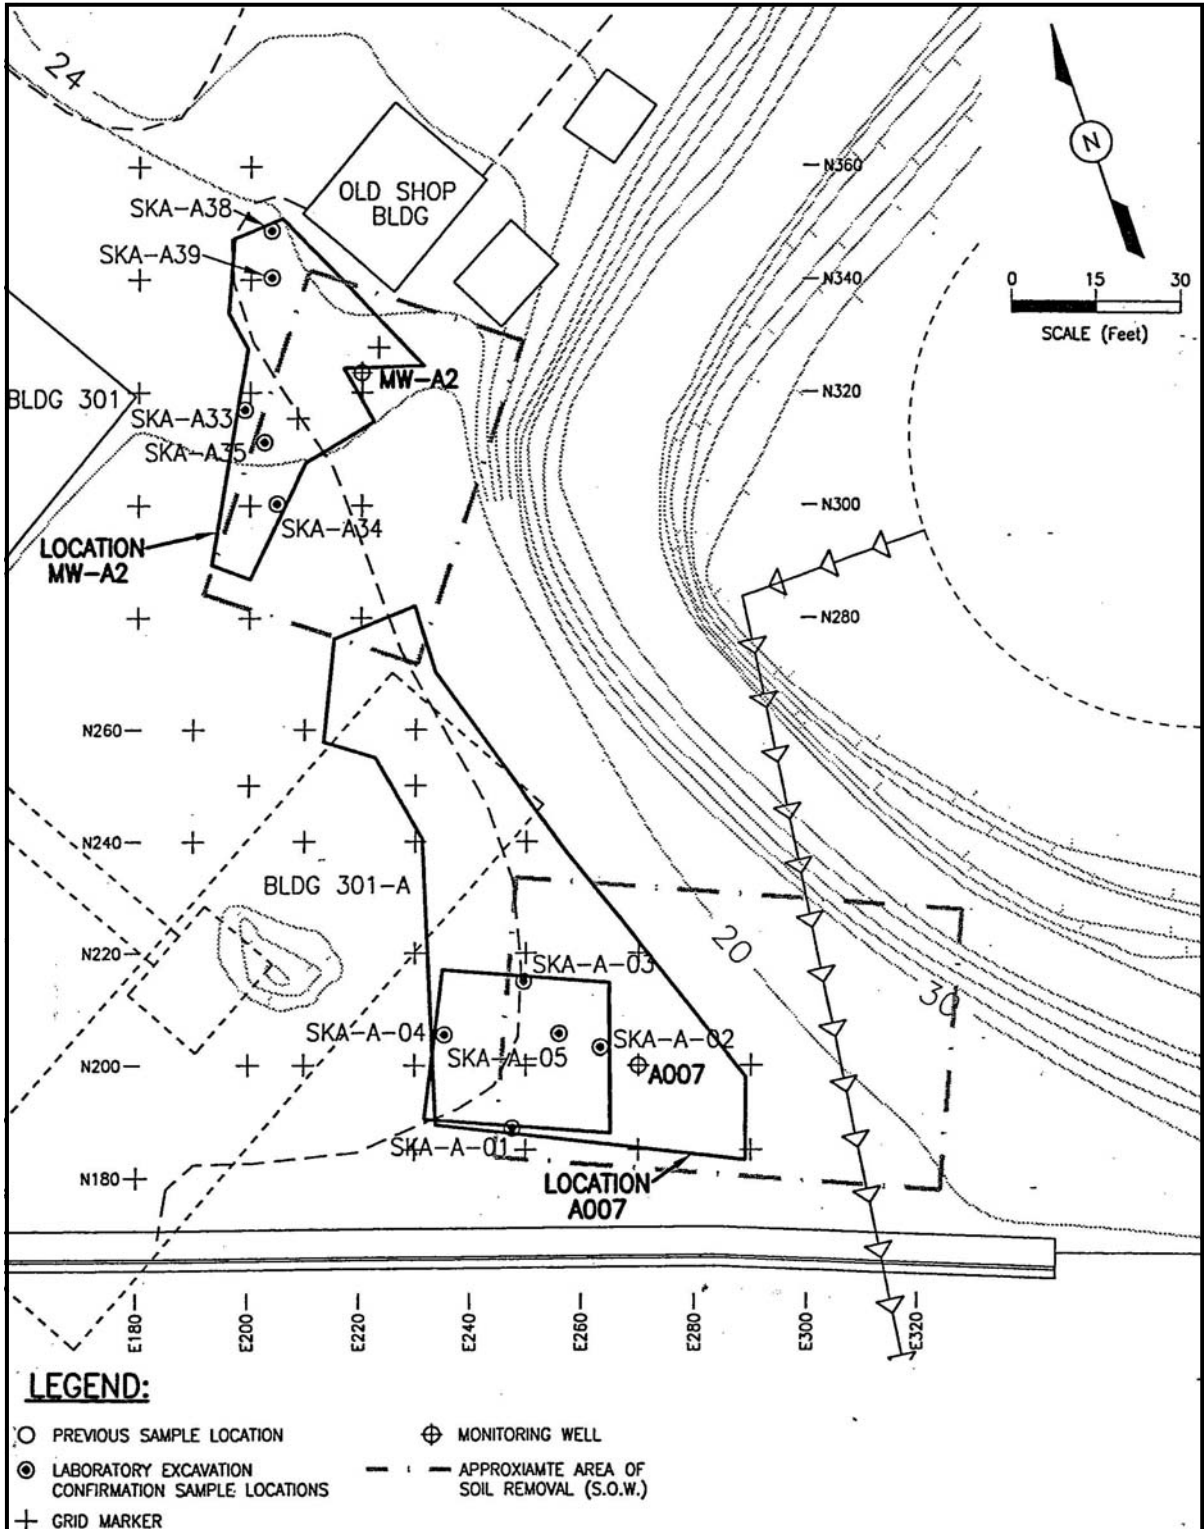 24
OLD SHOP
BLDG
SKA-A38
SKA-A39
N360
N
N340
0 15 30
SCALE (Feet)
MW-A2
BLDG 301
N320
SKA-A33
SKA-A35
N300
SKA-A34
LOCATION
MW-A2
N280
N260
N240
BLDG 301-A
N220
20
SKA-A-03
30
SKA-A-04
SKA-A-05
SKA-A-02
N200
A007
SKA-A-01
N180
LOCATION
A007
E180
E200
E220
E240
E260
E280
E300
E320
LEGEND:
PREVIOUS SAMPLE LOCATION
MONITORING WELL
LABORATORY EXCAVATION
CONFIRMATION SAMPLE LOCATIONS
APPROXIAMTE AREA OF
SOIL REMOVAL (S.O.W.)
GRID MARKER